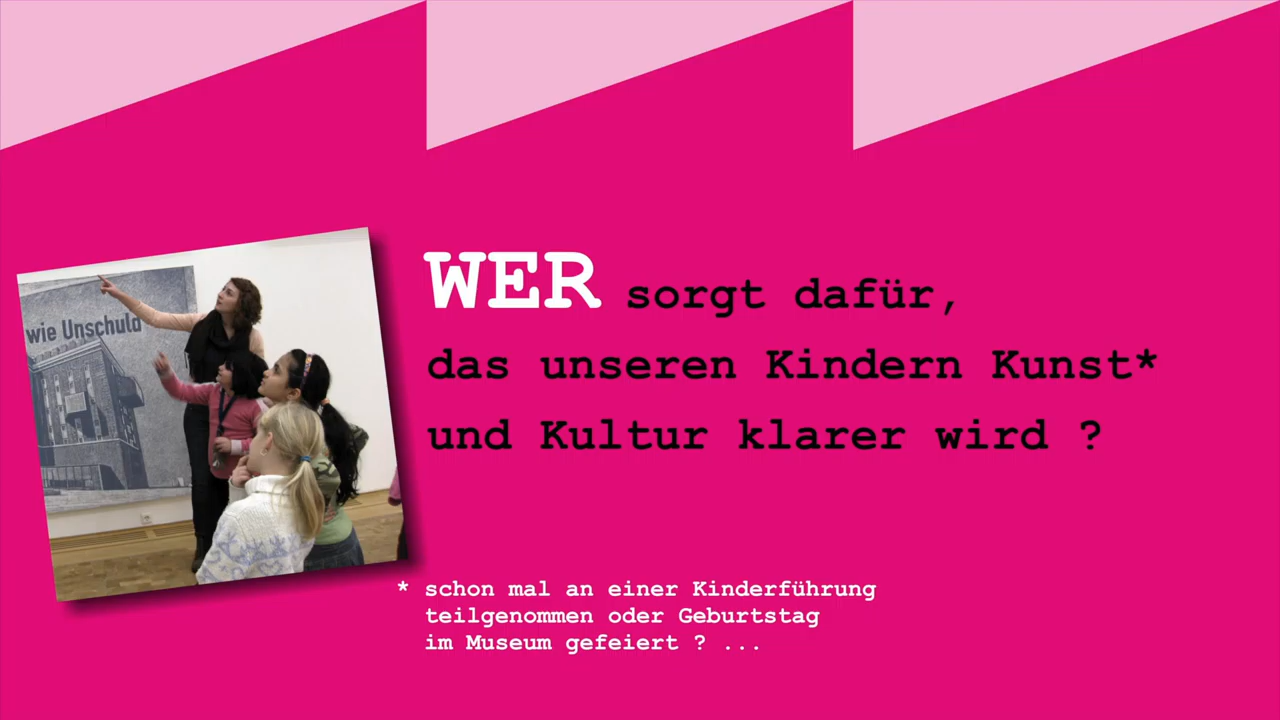 wie Unschuld
WER sorgt dafür,
das unseren Kindern Kunst*
und Kultur klarer wird ?
* schon mal an einer Kinderführung
teilgenommen oder Geburtstag
im Museum gefeiert ? ...